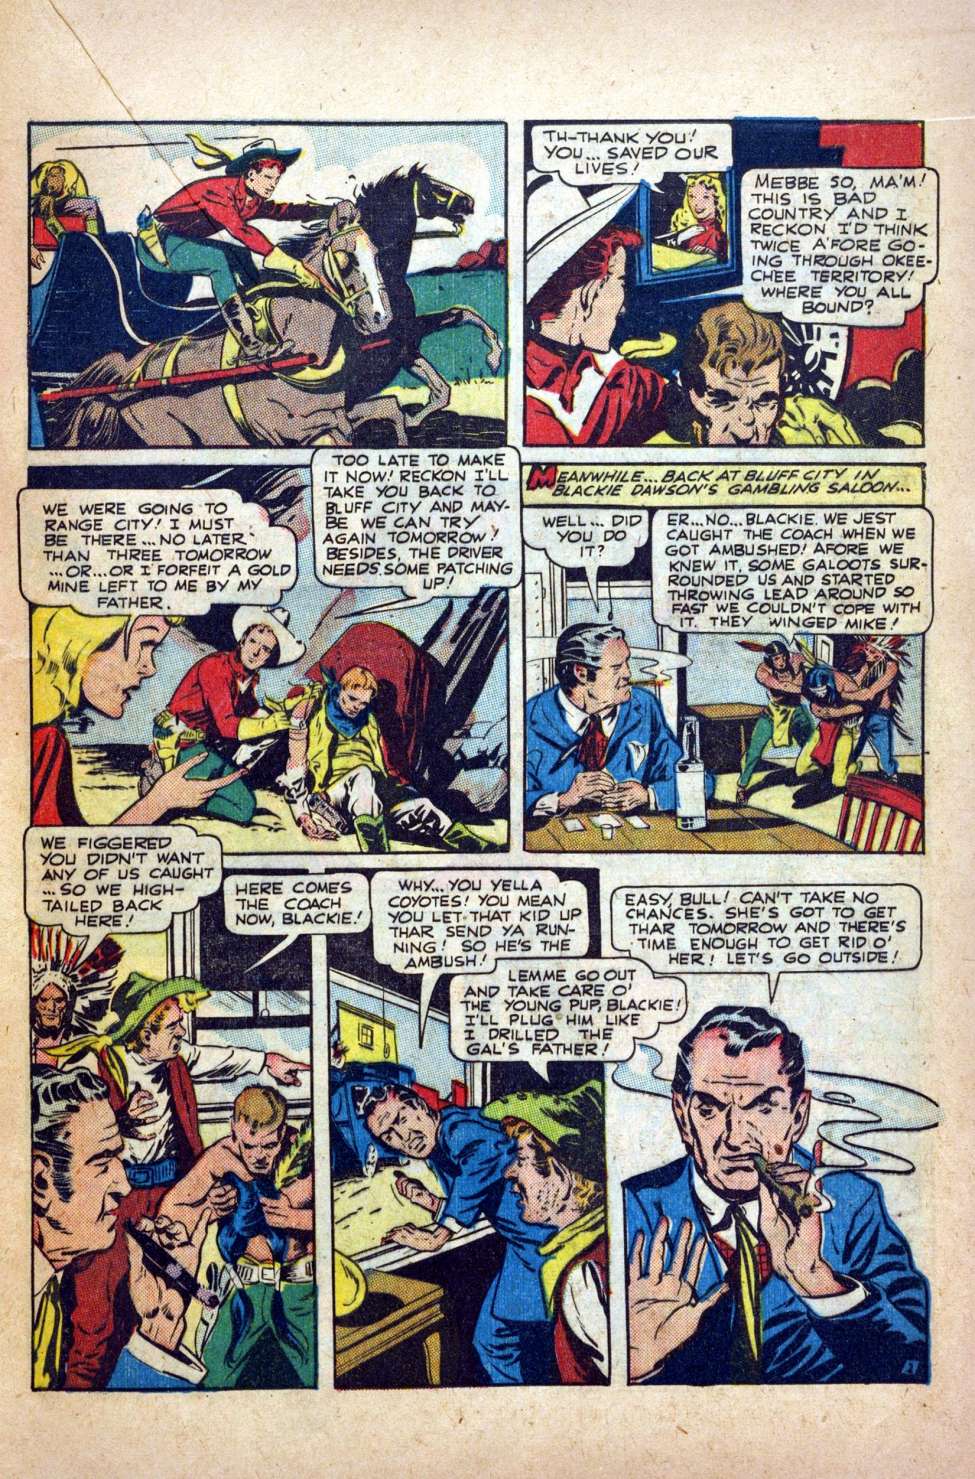 TH-THANK YOU!
YOU... SAVED OUR
LIVES!
MEBBE SO, MA'M!
THIS IS BAD
COUNTRY AND I
RECKON I'D THINK
TWICE A'FORE GO-
ING THROUGH OKEE-
CHEE TERRITORY!
WHERE YOU ALL
BOUND?
WE WERE GOING TO
RANGE CITY! I MUST
BE THERE...NO LATER
THAN THREE TOMORROW
...OR...OR I FORFEIT A GOLD
MINE LEFT TO ME BY MY
FATHER.
TOO LATE TO MAKE
IT NOW! RECKON I'LL
TAKE YOU BACK TO
BLUFF CITY AND MAY-
BE WE CAN TRY
AGAIN TOMORROW!
BESIDES, THE DRIVER
NEEDS SOME PATCHING
UP!
MEANWHILE...BACK AT BLUFF CITY IN
BLACKIE DAWSON'S GAMBLING SALOON...
WELL... DID
YOU DO
IT?
ER...NO...BLACKIE. WE JEST
CAUGHT THE COACH WHEN WE
GOT AMBUSHED! AFORE WE
KNEW IT, SOME GALOOTS SUR-
ROUNDED US AND STARTED
THROWING LEAD AROUND SO
FAST WE COULDN'T COPE WITH
IT. THEY WINGED MIKE!
WE FIGGERED
YOU DIDN'T WANT
ANY OF US CAUGHT
...SO WE HIGH-
TAILED BACK
HERE!
HERE COMES
THE COACH
NOW, BLACKIE!
WHY...YOU YELLA
COYOTES! YOU MEAN
YOU LET THAT KID UP
THAR SEND YA RUN-
NING! SO HE'S THE
AMBUSH!
LEMME GO OUT
AND TAKE CARE O'
THE YOUNG PUP, BLACKIE!
I'LL PLUG HIM LIKE
I DRILLED THE
GAL'S FATHER!
EASY, BULL! CAN'T TAKE NO
CHANCES. SHE'S GOT TO GET
THAR TOMORROW AND THERE'S
TIME ENOUGH TO GET RID O'
HER! LET'S GO OUTSIDE!